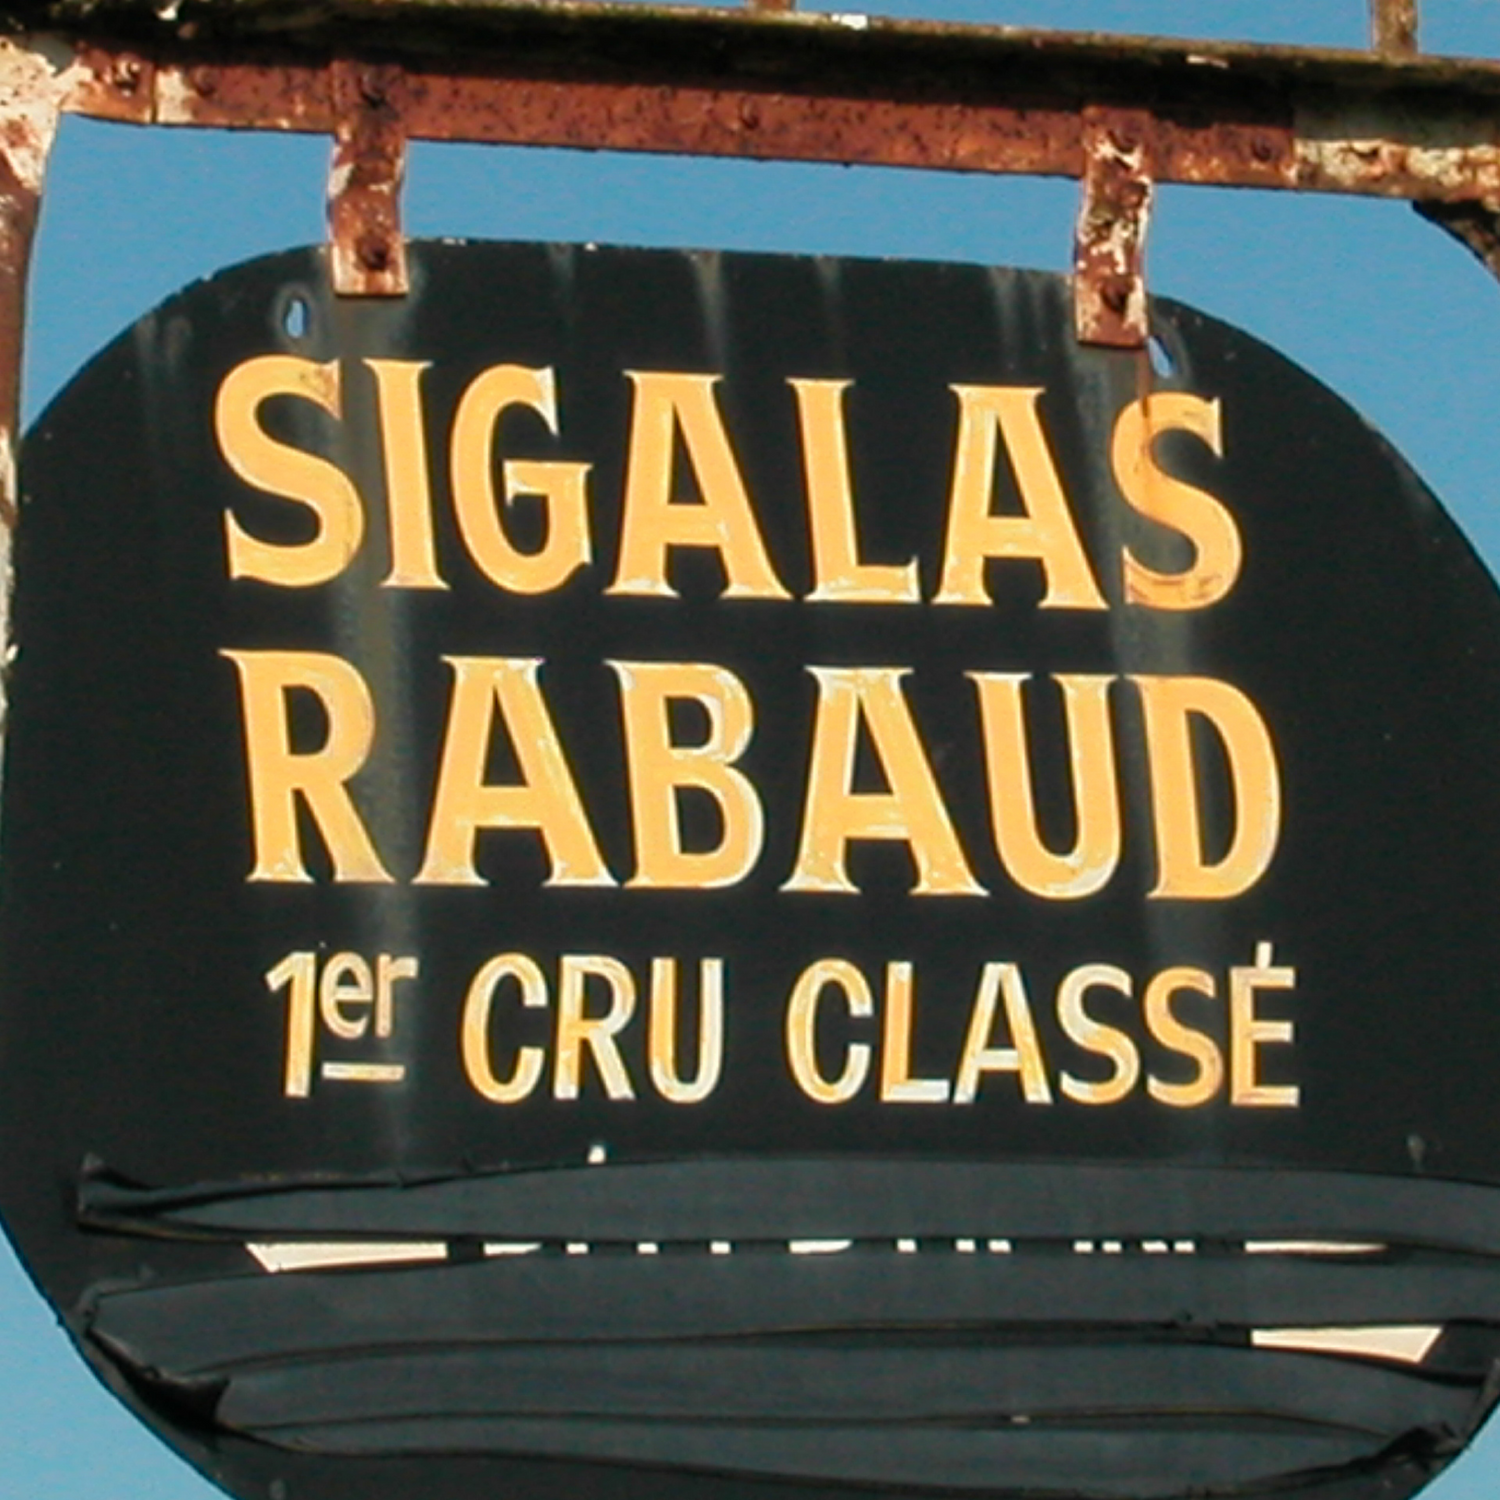 SIGALAS
RABAUD
1er CRU CLASSÉ